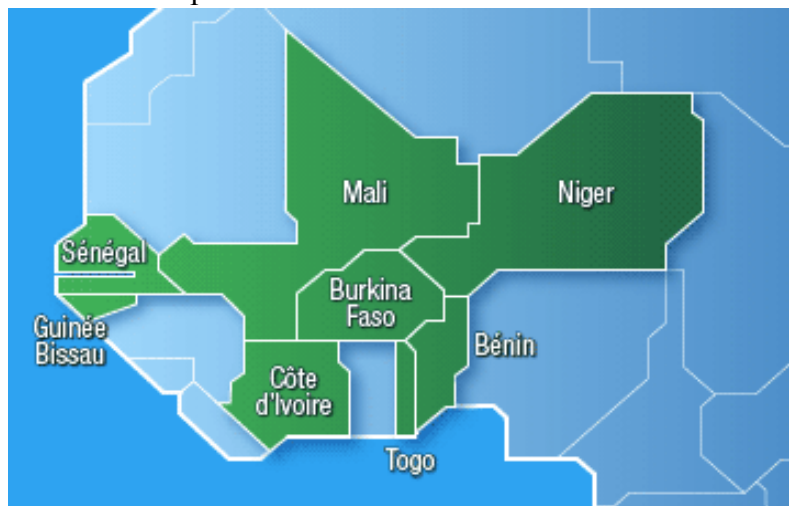 Mali
Niger
Sénégal
Burkina
Faso
Guinée
Bissau
Bénin
Côte
d'Ivoire
Togo